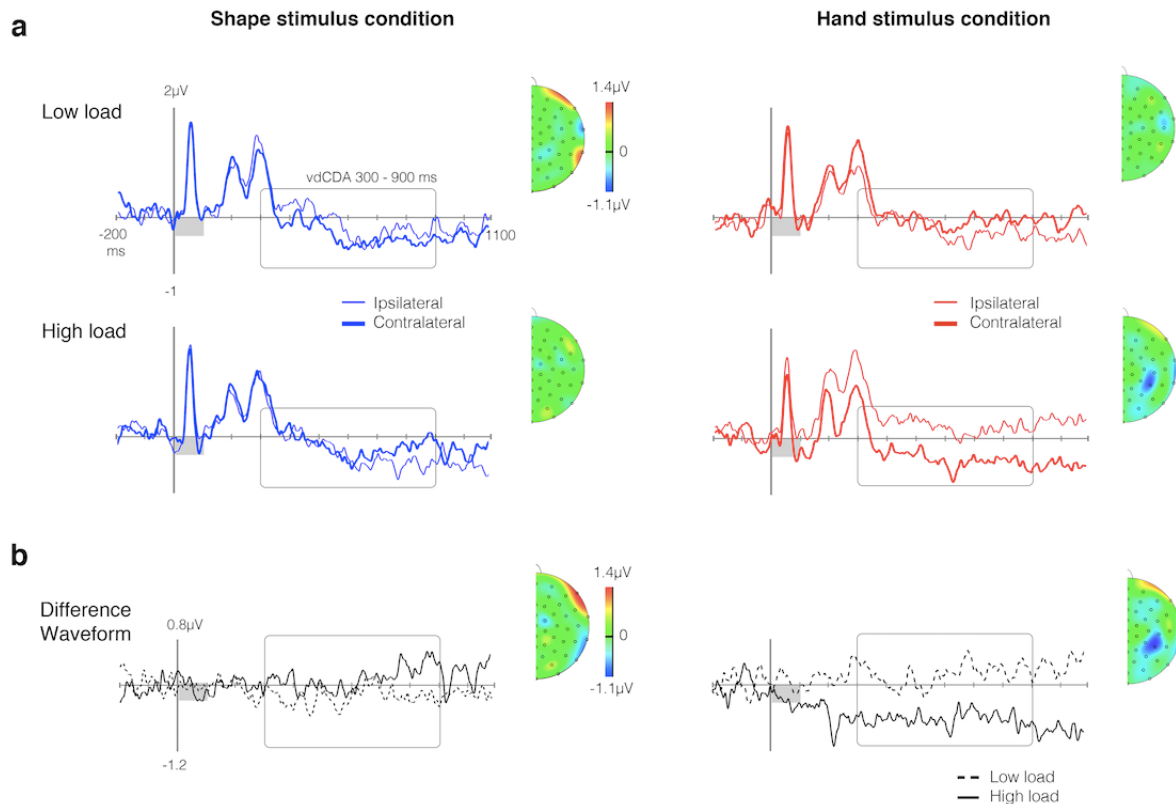 Shape stimulus condition
Hand stimulus condition
a
Low load
2µV
vdCDA 300 - 900 ms
-200
ms
1100
-1
1.4µV
0
-1.1µV
Ipsilateral
Contralateral
Ipsilateral
Contralateral
High load
b
Difference
Waveform
0.8µV
-1.2
1.4µV
0
-1.1µV
Low load
High load